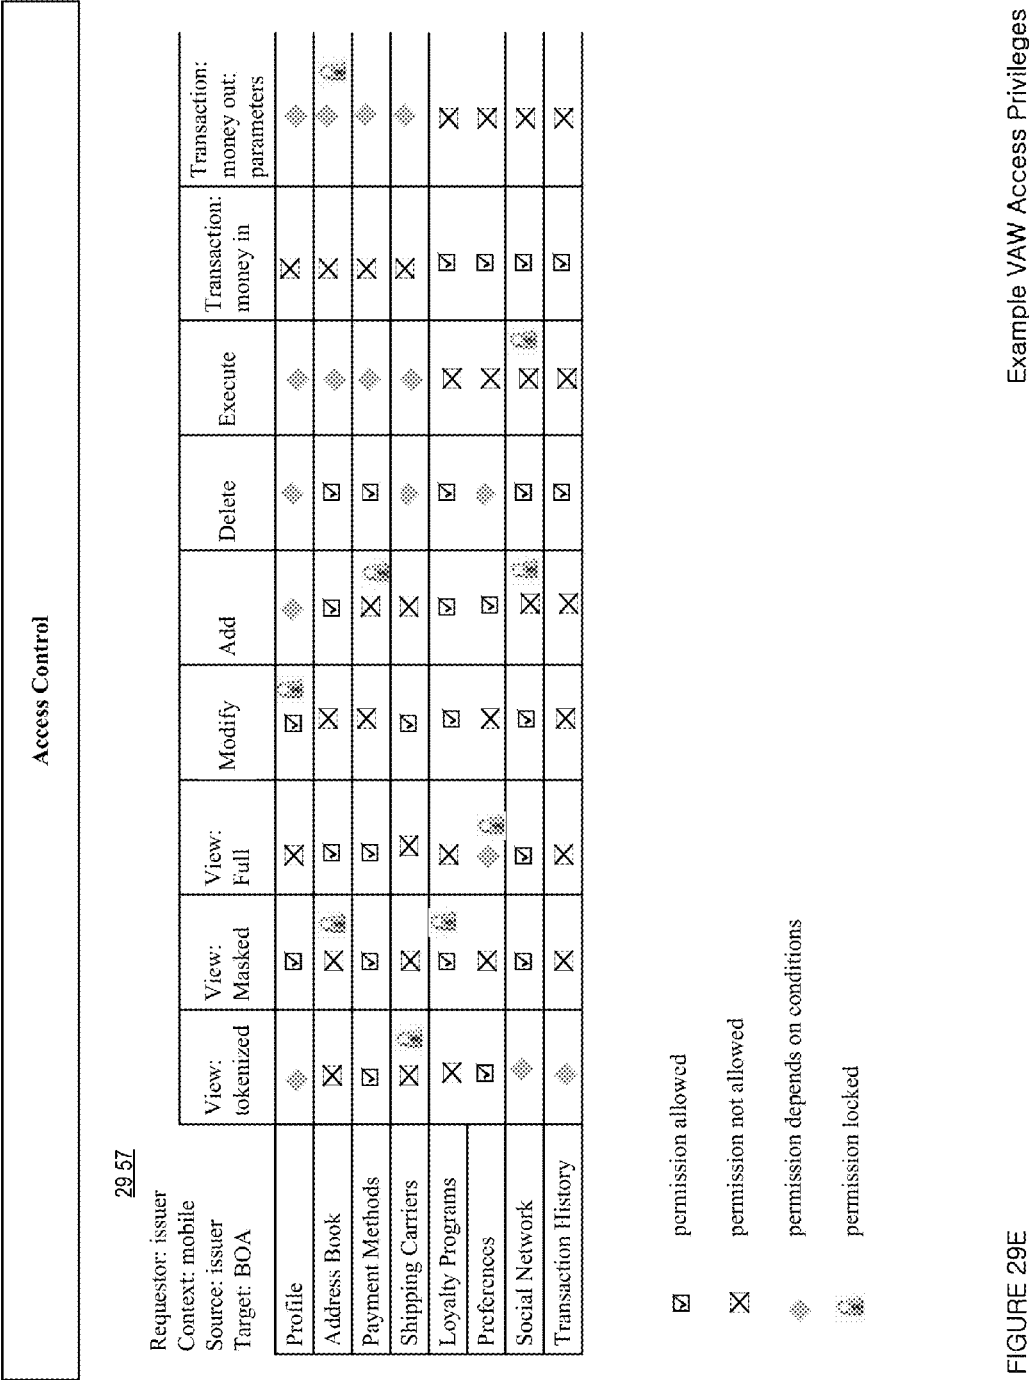 Access Control
29 57
Requestor: issuer
Context: mobile
Source: issuer
Target: BOA
View:
tokenized
View:
Masked
View:
Full
Modify
Add
Delete
Execute
Transaction:
money in
Transaction:
money out:
parameters
Profile
Address Book
Payment Methods
Shipping Carriers
Loyalty Programs
Preferences
Social Network
Transaction History
permission allowed
permission not allowed
permission depends on conditions
permission locked
FIGURE 29E
Example VAW Access Privileges